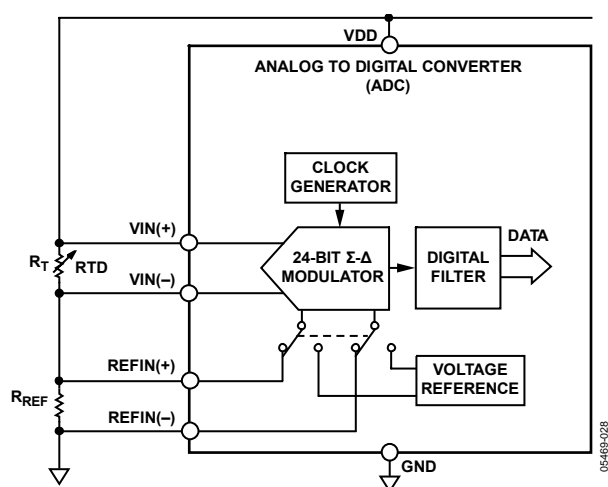 VDD
ANALOG TO DIGITAL CONVERTER
(ADC)
CLOCK
GENERATOR
VIN(+)
RT
RTD
24-BIT Σ-Δ
MODULATOR
DIGITAL
FILTER
DATA
VIN(–)
REFIN(+)
VOLTAGE
REFERENCE
RREF
REFIN(–)
GND
05469-028